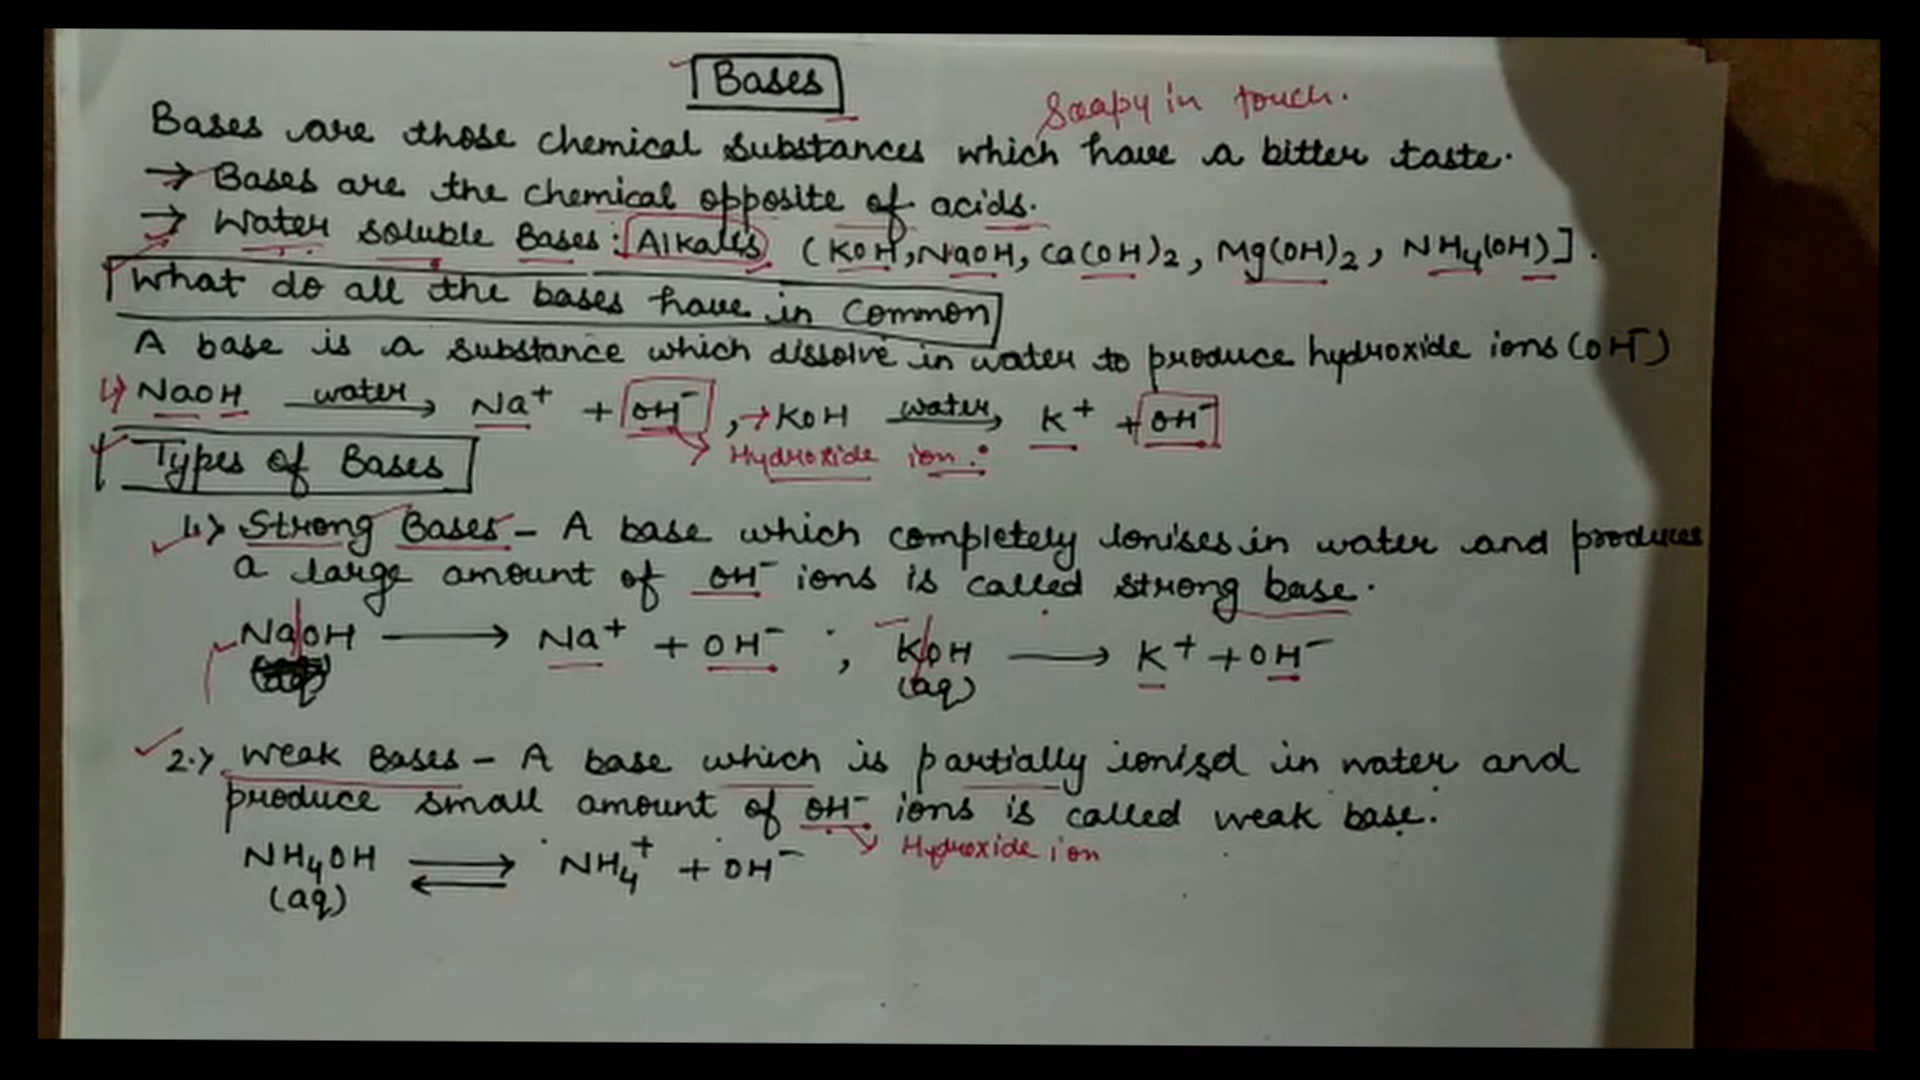 Bases
Soapy in touch.
Bases are those chemical substances which have a bitter taste.
→ Bases are the chemical opposite of acids.
→ Water soluble Bases : Alkalis (KOH, NaOH, Ca(OH)2, Mg(OH)2, NH4(OH)].
What do all the bases have in common
A base is a substance which dissolve in water to produce hydroxide ions (OH-)
NaOH water→ Na+ + OH- , → KOH water→ K+ + OH-
Hydroxide ion.
Types of Bases
1.) Strong Bases - A base which completely Ionises in water and produces
a large amount of OH- ions is called strong base.
NaOH → Na+ + OH- ; KOH → K+ + OH-
(aq) (aq)
2.) Weak Bases - A base which is partially ionisd in water and
produce small amount of OH- ions is called weak base.
Hydroxide ion
NH4OH ⇌ NH4+ + OH-
(aq)